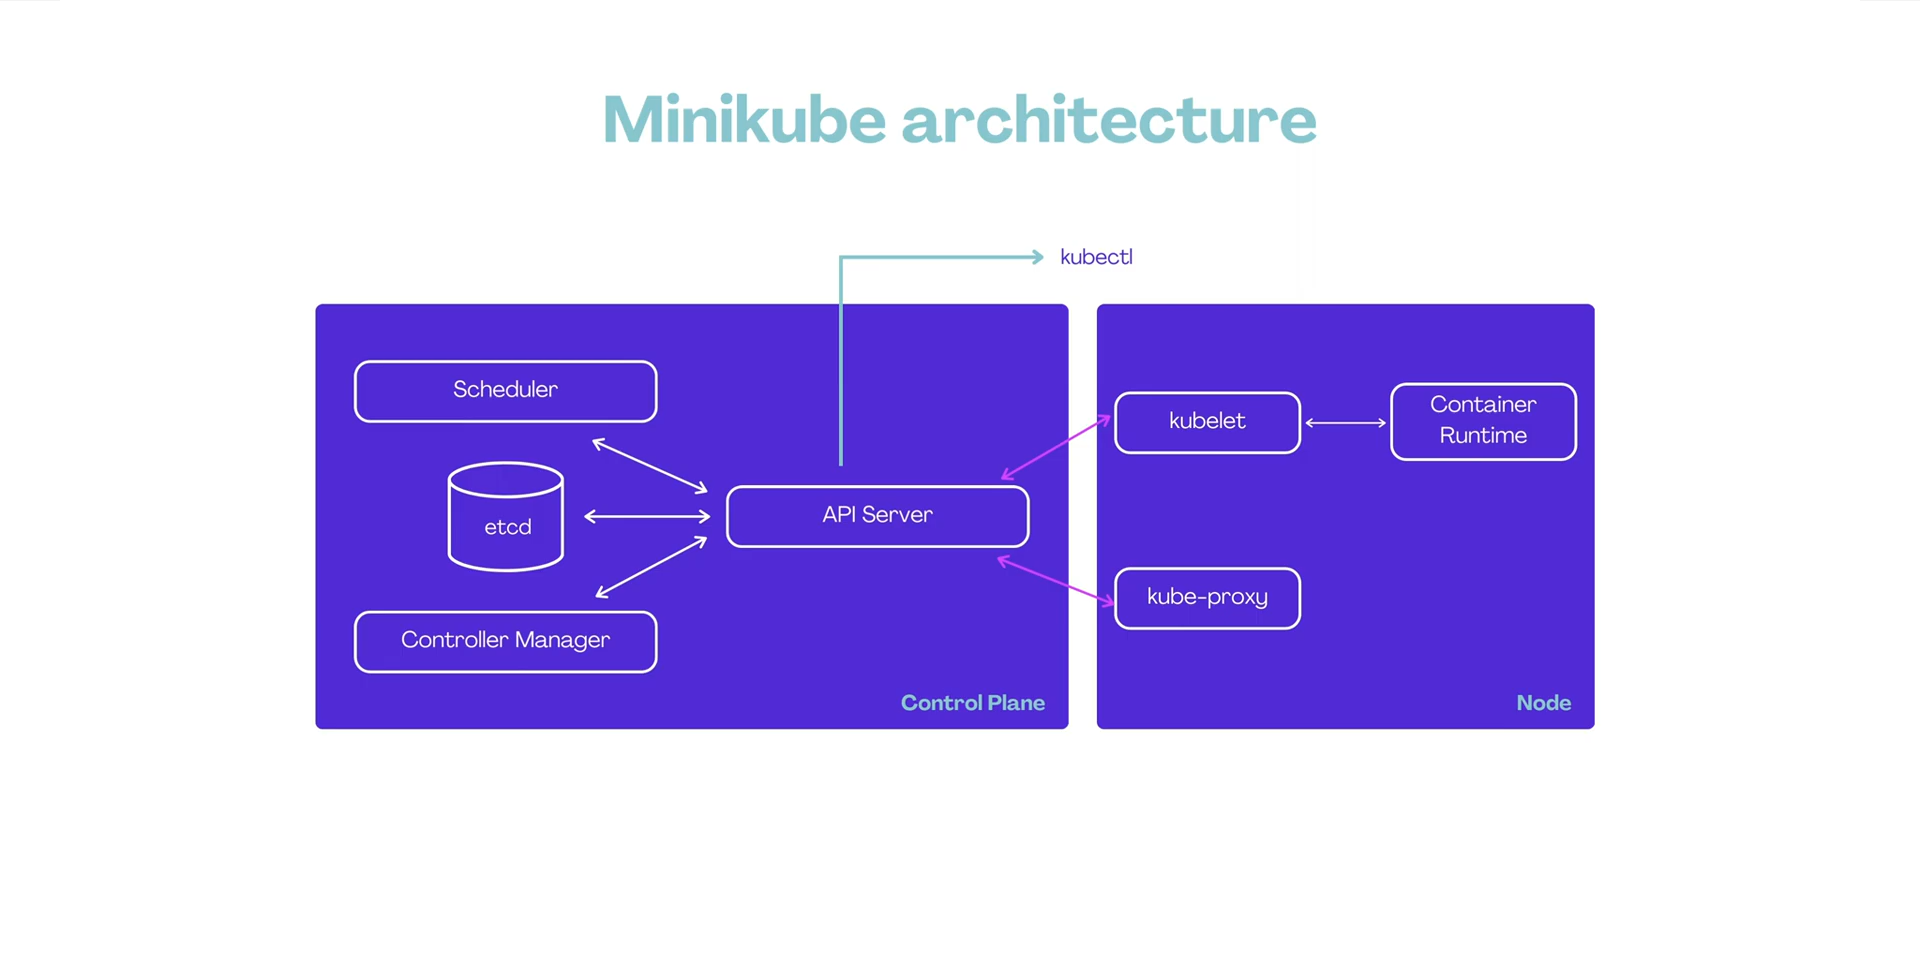 Minikube architecture
kubectl
Scheduler
etcd
API Server
Controller Manager
Control Plane
kubelet
Container
Runtime
kube-proxy
Node